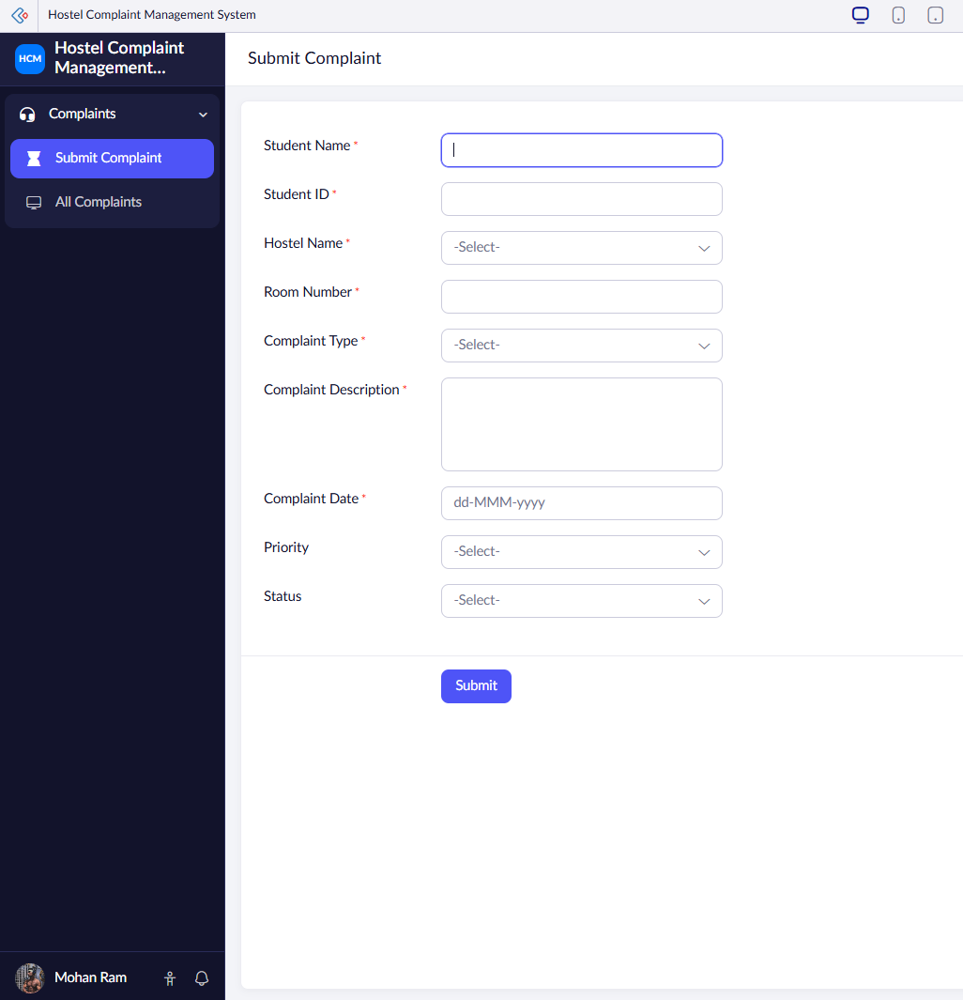 Hostel Complaint Management System
HCM
Hostel Complaint
Management...
Complaints
Submit Complaint
All Complaints
Mohan Ram
Submit Complaint
Student Name *
Student ID *
Hostel Name *
-Select-
Room Number *
Complaint Type *
-Select-
Complaint Description *
Complaint Date *
dd-MMM-yyyy
Priority
-Select-
Status
-Select-
Submit